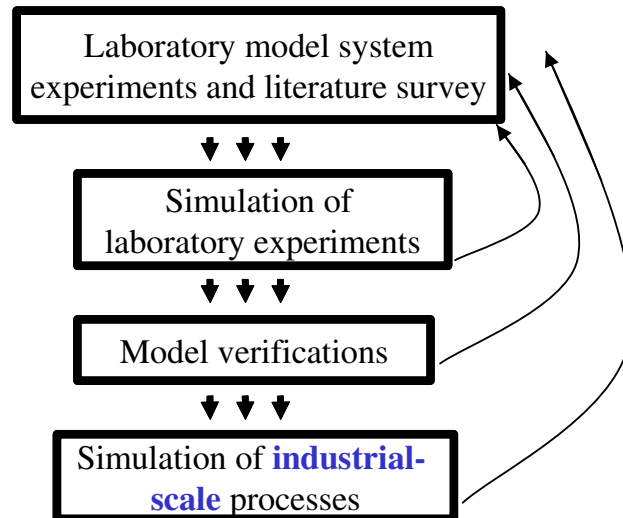 Laboratory model system
experiments and literature survey
Simulation of
laboratory experiments
Model verifications
Simulation of industrial-
scale processes